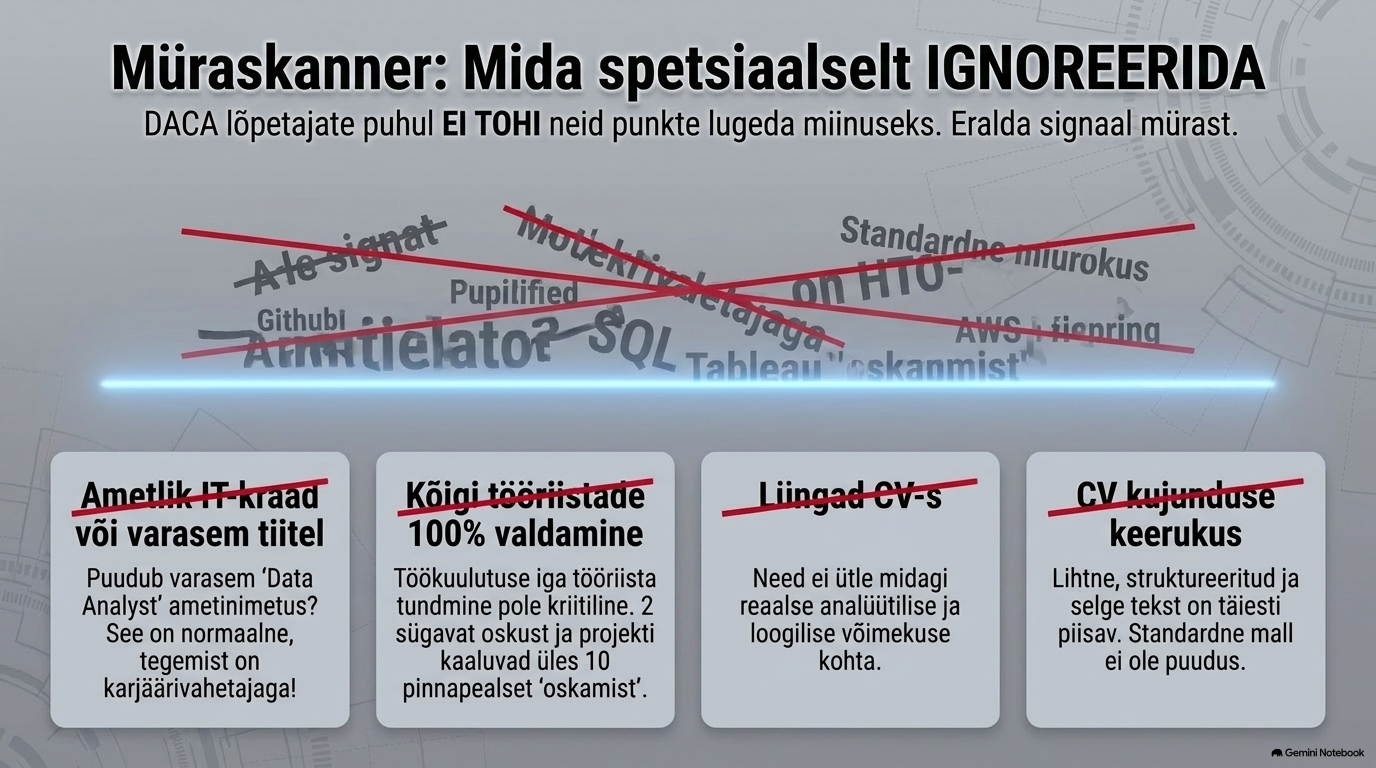 Müraskanner: Mida spetsiaalselt IGNOREERIDA
DACA lõpetajate puhul EI TOHI neid punkte lugeda miinuseks. Eralda signaal mürast.
Standardne miurokus
on HTO-
Pupilified
Githubi
SQL
AWS
Tableau
Ametlik IT-kraad
või varasem tiitel
Puudub varasem ‘Data
Analyst’ ametinimetus?
See on normaalne,
tegemist on
karjäärivahetajaga!
Kõigi tööriistade
100% valdamine
Töökuulutuse iga tööriista
tundmine pole kriitiline. 2
sügavat oskust ja projekti
kaaluvad üles 10
pinnapealset ‘oskamist’.
Lüngad CV-s
Need ei ütle midagi
reaalse analüütilise ja
loogilise võimekuse
kohta.
CV kujunduse
keerukus
Lihtne, struktureeritud ja
selge tekst on täiesti
piisav. Standardne mall
ei ole puudus.
Gemini Notebook